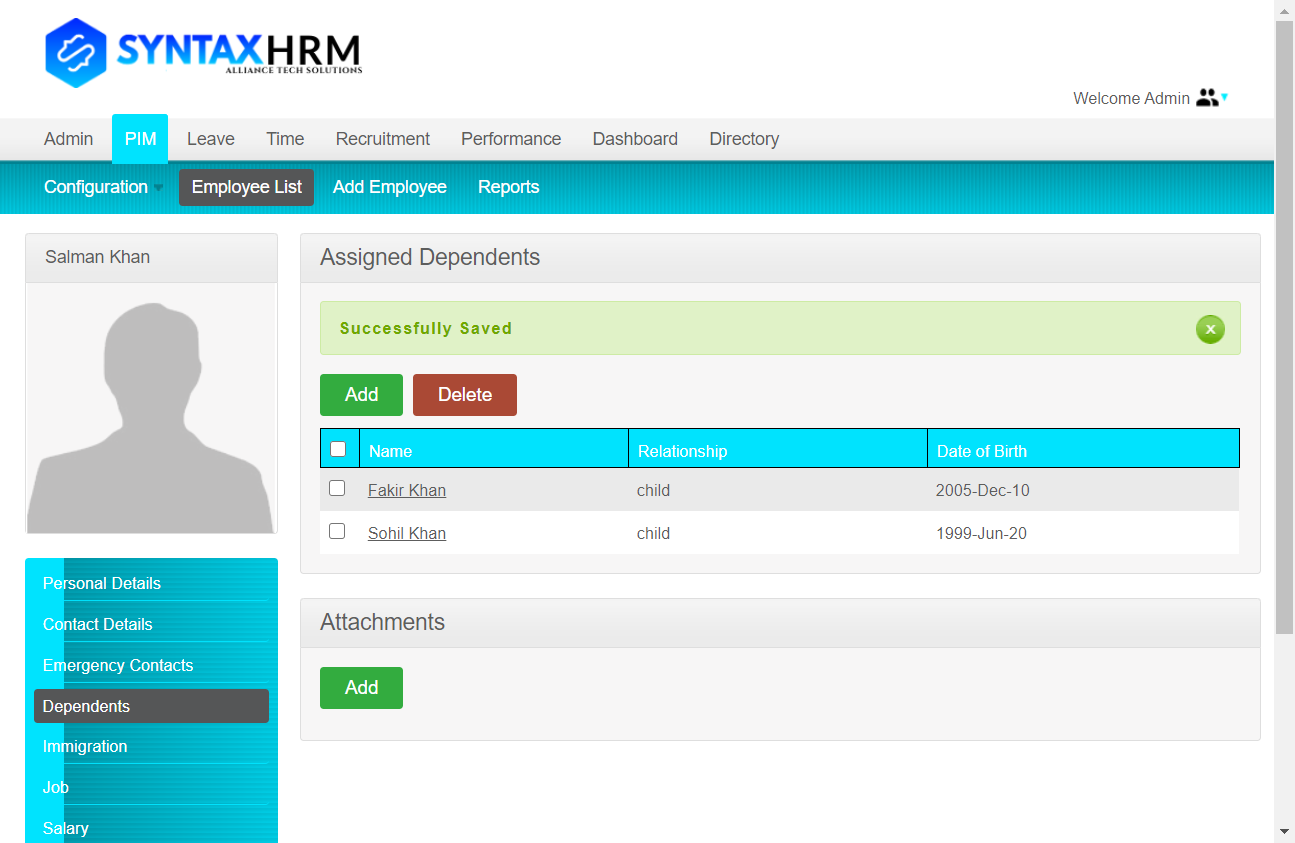 SYNTAXHRM
ALLIANCE TECH SOLUTIONS
Welcome Admin
Admin PIM Leave Time Recruitment Performance Dashboard Directory
Configuration Employee List Add Employee Reports
Salman Khan
Assigned Dependents
Successfully Saved x
Add Delete
Name Relationship Date of Birth
Fakir Khan child 2005-Dec-10
Sohil Khan child 1999-Jun-20
Personal Details
Contact Details
Emergency Contacts
Dependents
Immigration
Job
Salary
Attachments
Add